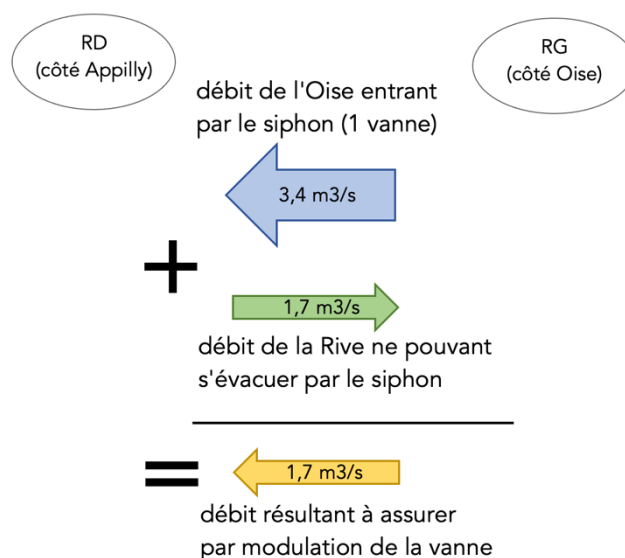 RD
(côté Appilly)
RG
(côté Oise)
débit de l'Oise entrant
par le siphon (1 vanne)
3,4 m3/s
+
1,7 m3/s
débit de la Rive ne pouvant
s'évacuer par le siphon
=
1,7 m3/s
débit résultant à assurer
par modulation de la vanne